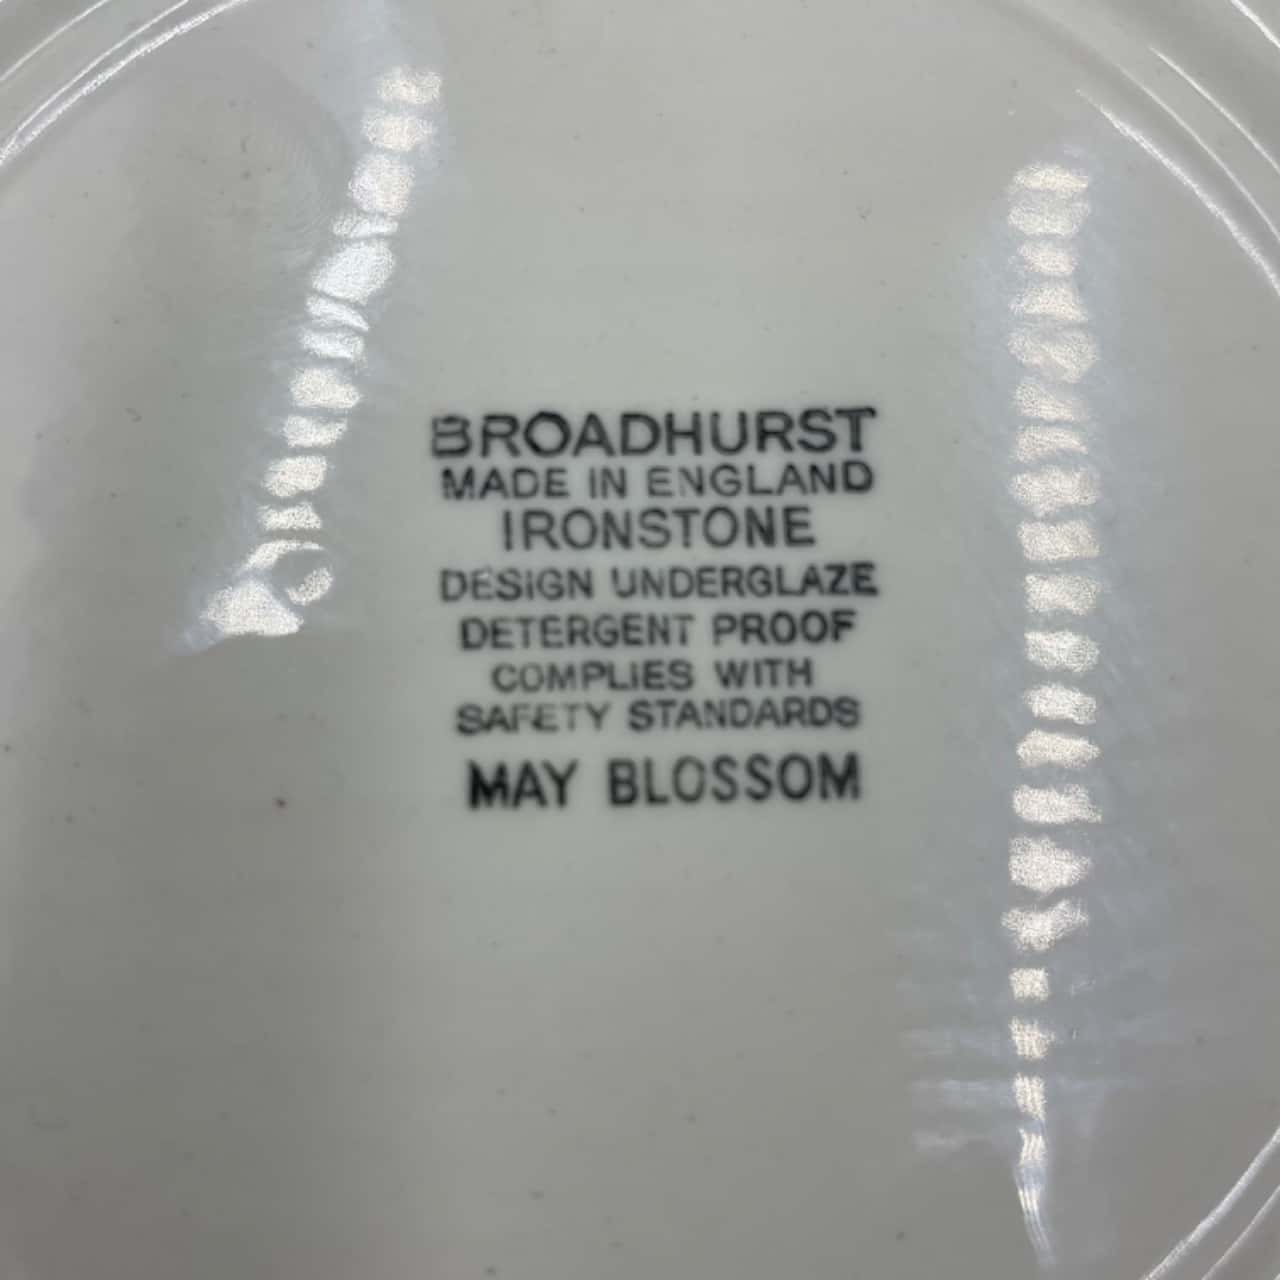 BROADHURST
MADE IN ENGLAND
IRONSTONE
DESIGN UNDERGLAZE
DETERGENT PROOF
COMPLIES WITH
SAFETY STANDARDS
MAY BLOSSOM